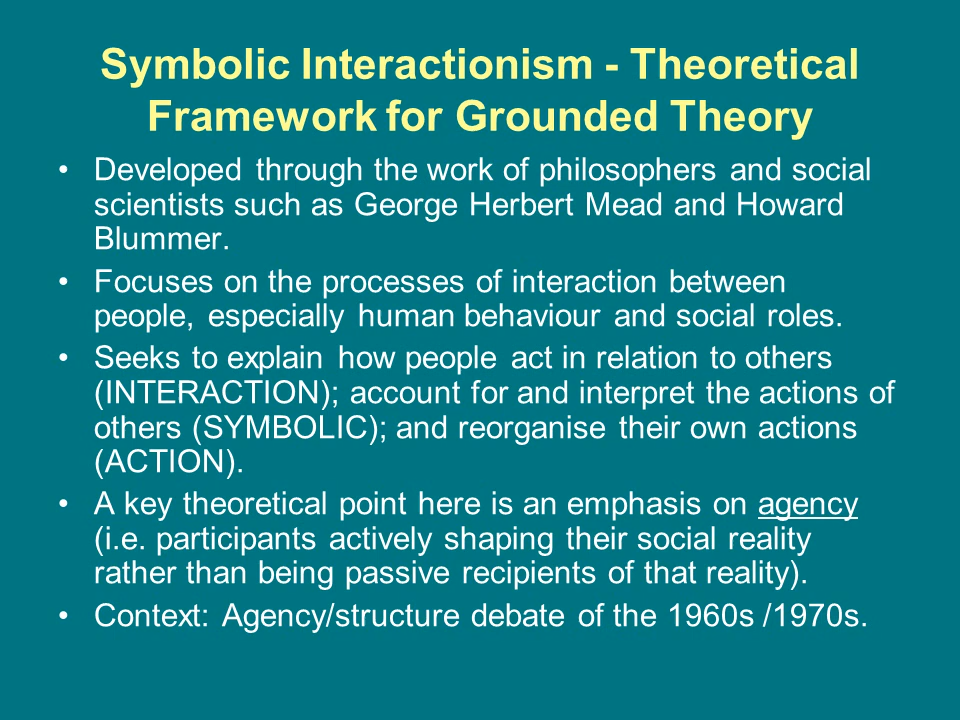 Symbolic Interactionism - Theoretical
Framework for Grounded Theory
• Developed through the work of philosophers and social
scientists such as George Herbert Mead and Howard
Blummer.
• Focuses on the processes of interaction between
people, especially human behaviour and social roles.
• Seeks to explain how people act in relation to others
(INTERACTION); account for and interpret the actions of
others (SYMBOLIC); and reorganise their own actions
(ACTION).
• A key theoretical point here is an emphasis on agency
(i.e. participants actively shaping their social reality
rather than being passive recipients of that reality).
• Context: Agency/structure debate of the 1960s /1970s.